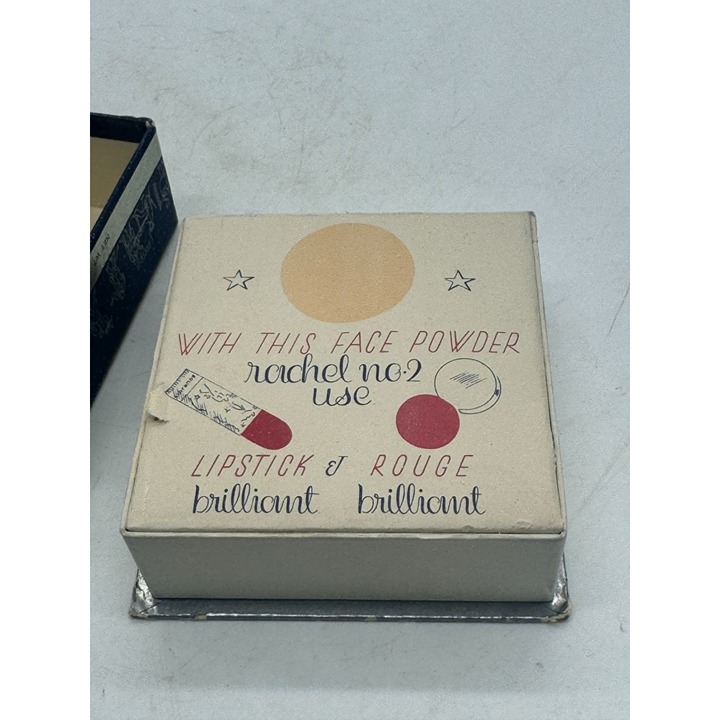 WITH THIS FACE POWDER
rachel no·2
use
LIPSTICK & ROUGE
brilliant brilliant